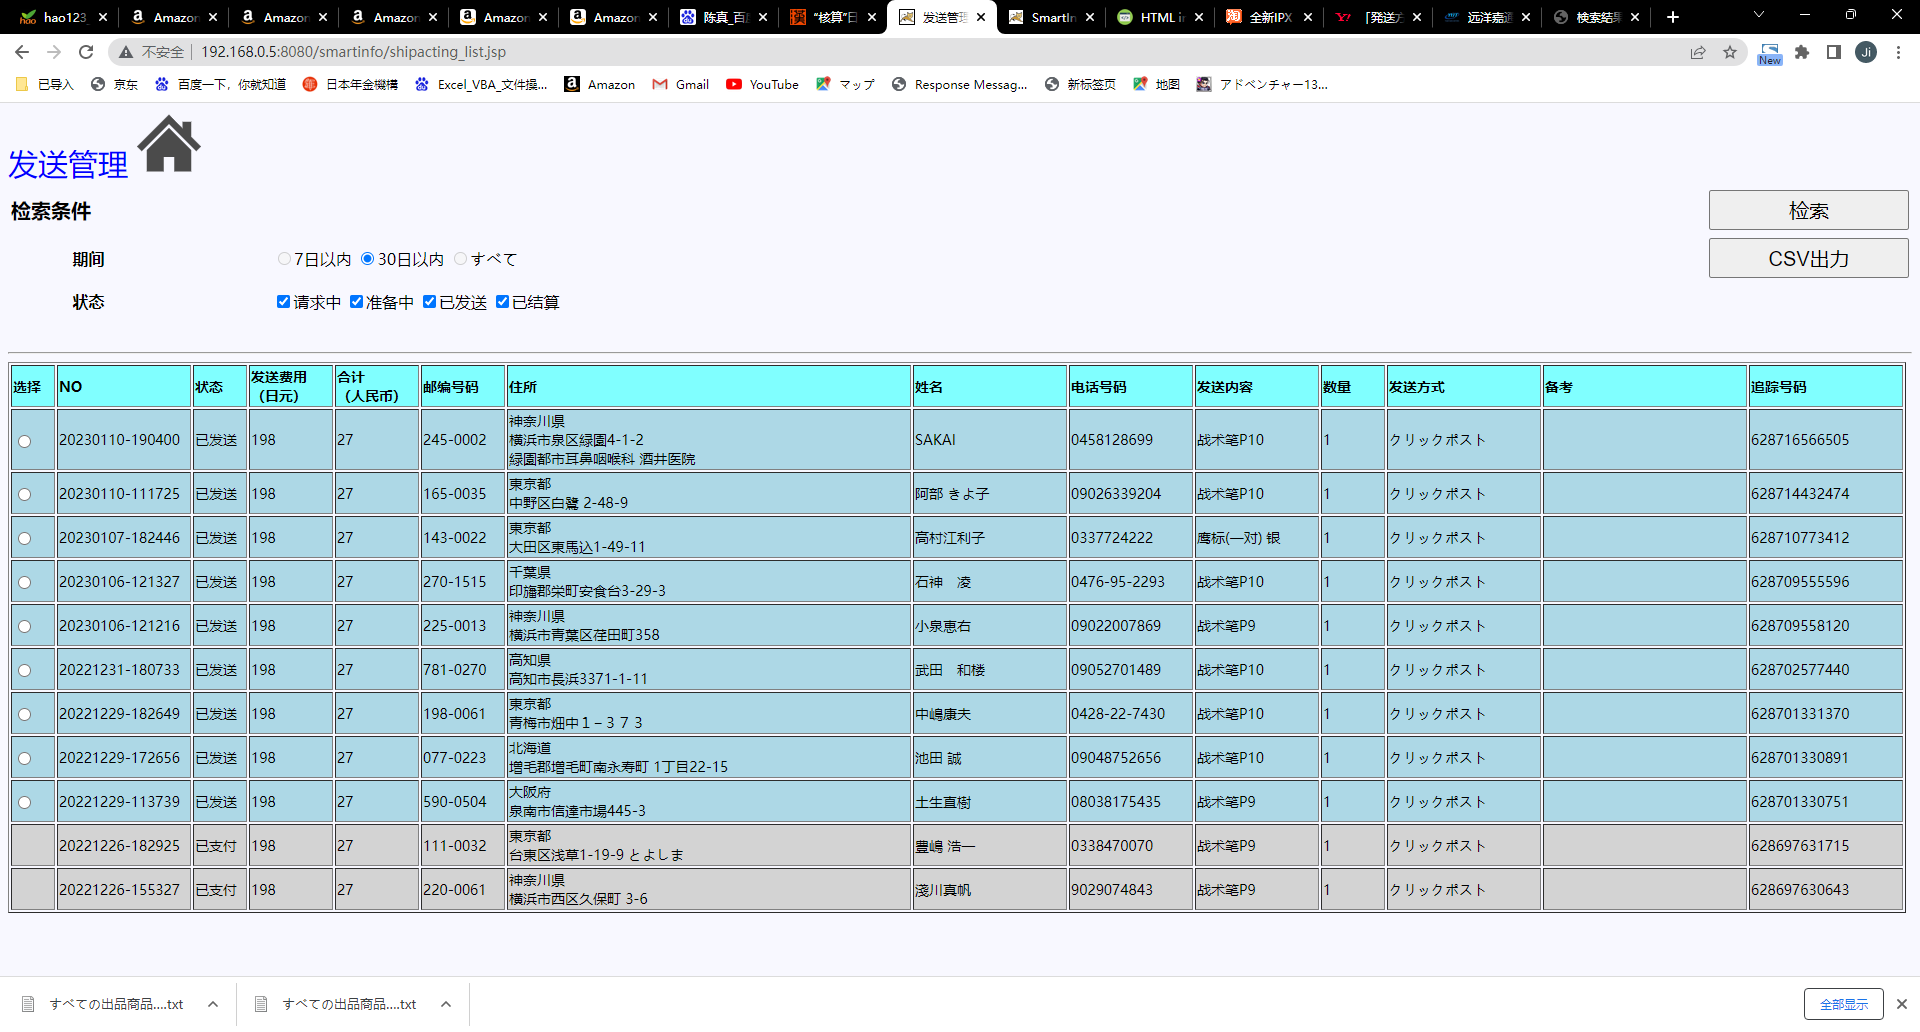 hao123_
Amazon
Amazon
Amazon
Amazon
Amazon
陈真_百度
"核算"日
发送管理
SmartIn
HTML in
全新IPX
「発送方
远洋嘉通
検索結果
不安全 192.168.0.5:8080/smartinfo/shipacting_list.jsp
New
Ji
已导入 京东 百度一下，你就知道 日本年金機構 Excel_VBA_文件操... Amazon Gmail YouTube マップ Response Messag... 新标签页 地图 アドベンチャー13...
发送管理
检索条件
检索
期间 7日以内 30日以内 すべて
CSV出力
状态 请求中 准备中 已发送 已结算
选择 NO 状态 发送费用（日元） 合计（人民币） 邮编号码 住所 姓名 电话号码 发送内容 数量 发送方式 备考 追踪号码
20230110-190400 已发送 198 27 245-0002 神奈川県
横浜市泉区緑園4-1-2
緑園都市耳鼻咽喉科 酒井医院 SAKAI 0458128699 战术笔P10 1 クリックポスト 628716566505
20230110-111725 已发送 198 27 165-0035 東京都
中野区白鷺 2-48-9 阿部 きよ子 09026339204 战术笔P10 1 クリックポスト 628714432474
20230107-182446 已发送 198 27 143-0022 東京都
大田区東馬込1-49-11 高村江利子 0337724222 鹰标(一对) 银 1 クリックポスト 628710773412
20230106-121327 已发送 198 27 270-1515 千葉県
印旛郡栄町安食台3-29-3 石神　凌 0476-95-2293 战术笔P10 1 クリックポスト 628709555596
20230106-121216 已发送 198 27 225-0013 神奈川県
横浜市青葉区荏田町358 小泉恵右 09022007869 战术笔P9 1 クリックポスト 628709558120
20221231-180733 已发送 198 27 781-0270 高知県
高知市長浜3371-1-11 武田　和楼 09052701489 战术笔P10 1 クリックポスト 628702577440
20221229-182649 已发送 198 27 198-0061 東京都
青梅市畑中１－３７３ 中嶋康夫 0428-22-7430 战术笔P10 1 クリックポスト 628701331370
20221229-172656 已发送 198 27 077-0223 北海道
増毛郡増毛町南永寿町 1丁目22-15 池田 誠 09048752656 战术笔P10 1 クリックポスト 628701330891
20221229-113739 已发送 198 27 590-0504 大阪府
泉南市信達市場445-3 土生直樹 08038175435 战术笔P9 1 クリックポスト 628701330751
20221226-182925 已支付 198 27 111-0032 東京都
台東区浅草1-19-9 とよしま 豊嶋 浩一 0338470070 战术笔P9 1 クリックポスト 628697631715
20221226-155327 已支付 198 27 220-0061 神奈川県
横浜市西区久保町 3-6 淺川真帆 9029074843 战术笔P9 1 クリックポスト 628697630643
すべての出品商品....txt
すべての出品商品....txt
全部显示